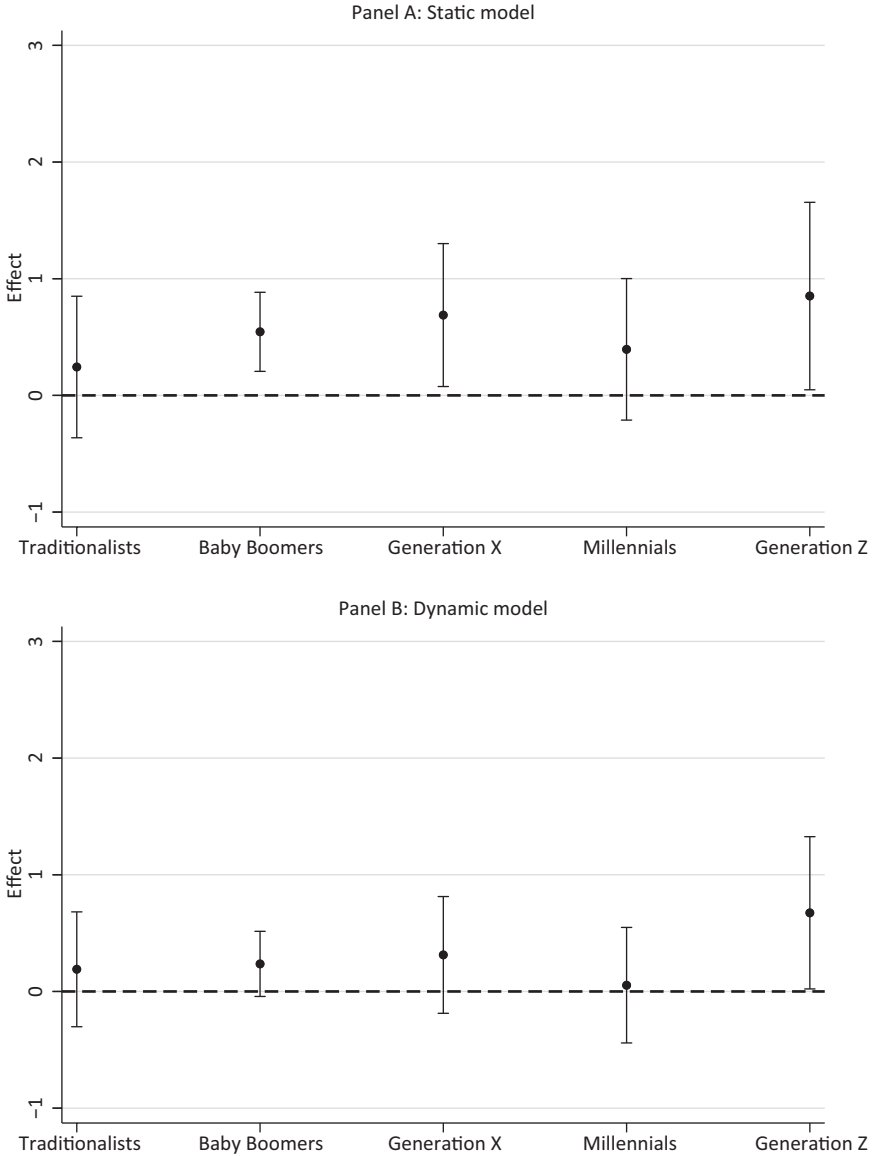 Panel A: Static model
3
2
1
0
−1
Effect
Traditionalists Baby Boomers Generation X Millennials Generation Z
Panel B: Dynamic model
3
2
1
0
−1
Effect
Traditionalists Baby Boomers Generation X Millennials Generation Z